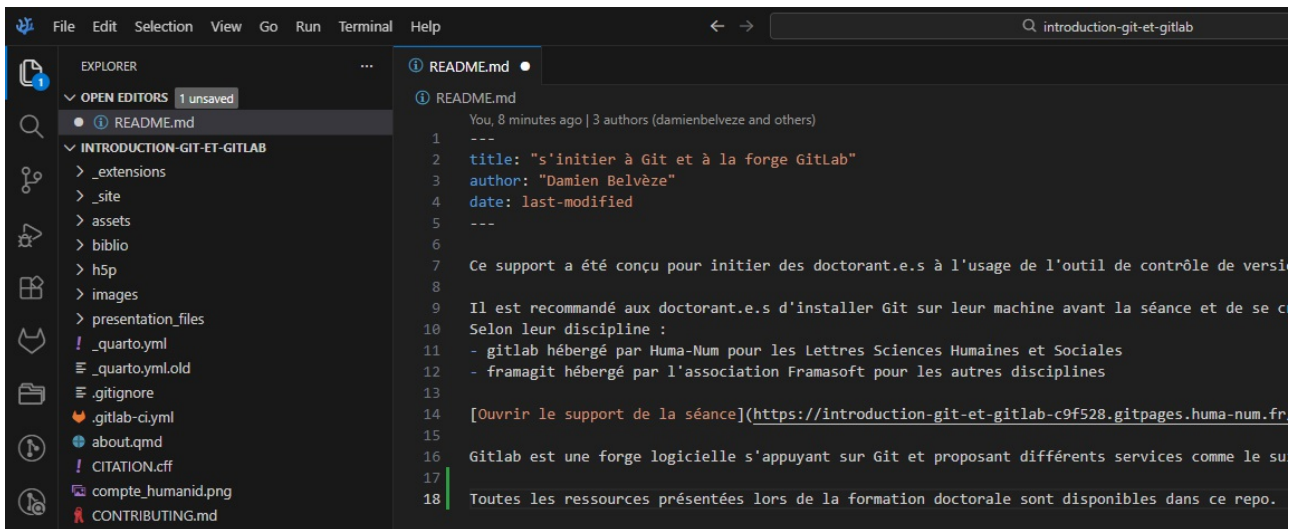 File Edit Selection View Go Run Terminal Help
introduction-git-et-gitlab
EXPLORER
OPEN EDITORS 1 unsaved
README.md
INTRODUCTION-GIT-ET-GITLAB
_extensions
_site
assets
biblio
h5p
images
presentation_files
_quarto.yml
_quarto.yml.old
.gitignore
.gitlab-ci.yml
about.qmd
CITATION.cff
compte_humanid.png
CONTRIBUTING.md
1
README.md
README.md
You, 8 minutes ago | 3 authors (damienbelveze and others)
1 ---
2 title: "s'initier à Git et à la forge GitLab"
3 author: "Damien Belvèze"
4 date: last-modified
5 ---
6
7 Ce support a été conçu pour initier des doctorant.e.s à l'usage de l'outil de contrôle de versi
8
9 Il est recommandé aux doctorant.e.s d'installer Git sur leur machine avant la séance et de se c
10 Selon leur discipline :
11 - gitlab hébergé par Huma-Num pour les Lettres Sciences Humaines et Sociales
12 - framagit hébergé par l'association Framasoft pour les autres disciplines
13
14 [Ouvrir le support de la séance](https://introduction-git-et-gitlab-c9f528.gitpages.huma-num.fr
15
16 Gitlab est une forge logicielle s'appuyant sur Git et proposant différents services comme le su
17
18 Toutes les ressources présentées lors de la formation doctorale sont disponibles dans ce repo.